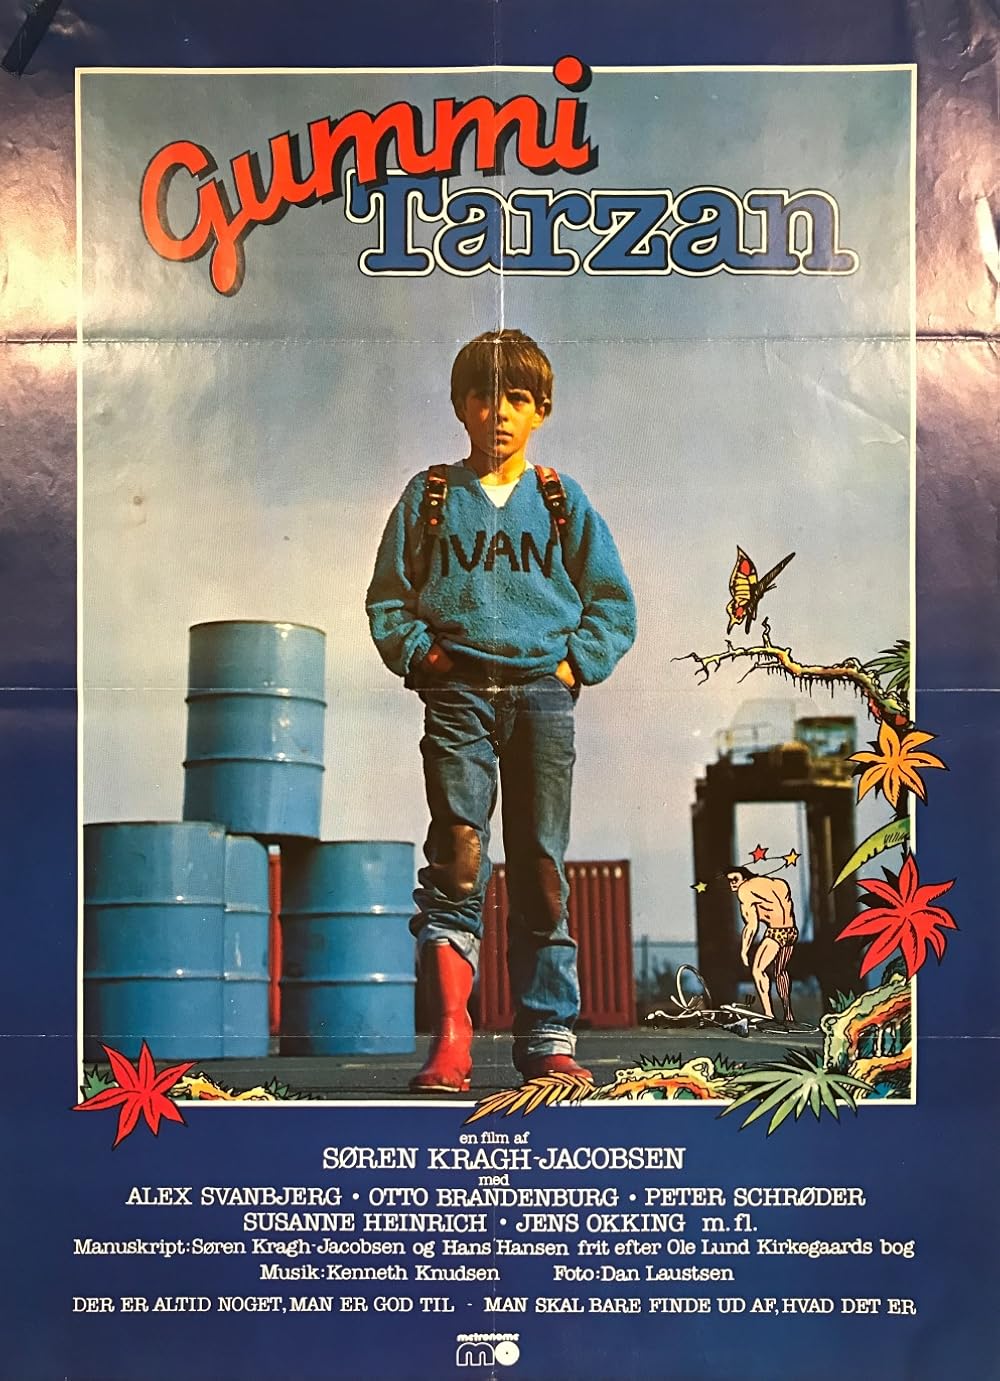 Gummi
Tarzan
IVAN
en film af
SØREN KRAGH-JACOBSEN
med
ALEX SVANBJERG • OTTO BRANDENBURG • PETER SCHRØDER
SUSANNE HEINRICH • JENS OKKING m. fl.
Manuskript: Søren Kragh-Jacobsen og Hans Hansen frit efter Ole Lund Kirkegaards bog
Musik: Kenneth Knudsen Foto: Dan Laustsen
DER ER ALTID NOGET, MAN ER GOD TIL - MAN SKAL BARE FINDE UD AF, HVAD DET ER
metronome
mo